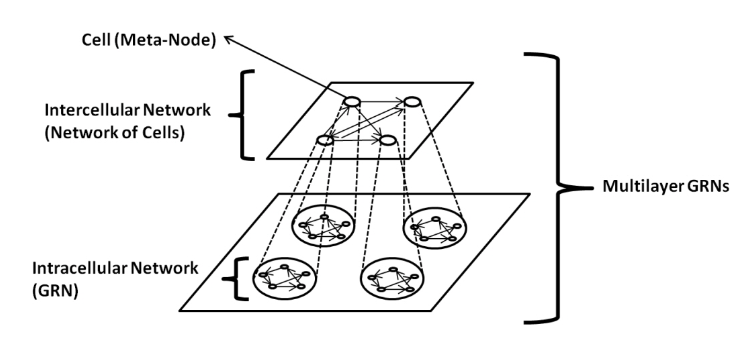 Cell (Meta-Node)
Intercellular Network
(Network of Cells)
Multilayer GRNs
Intracellular Network
(GRN)